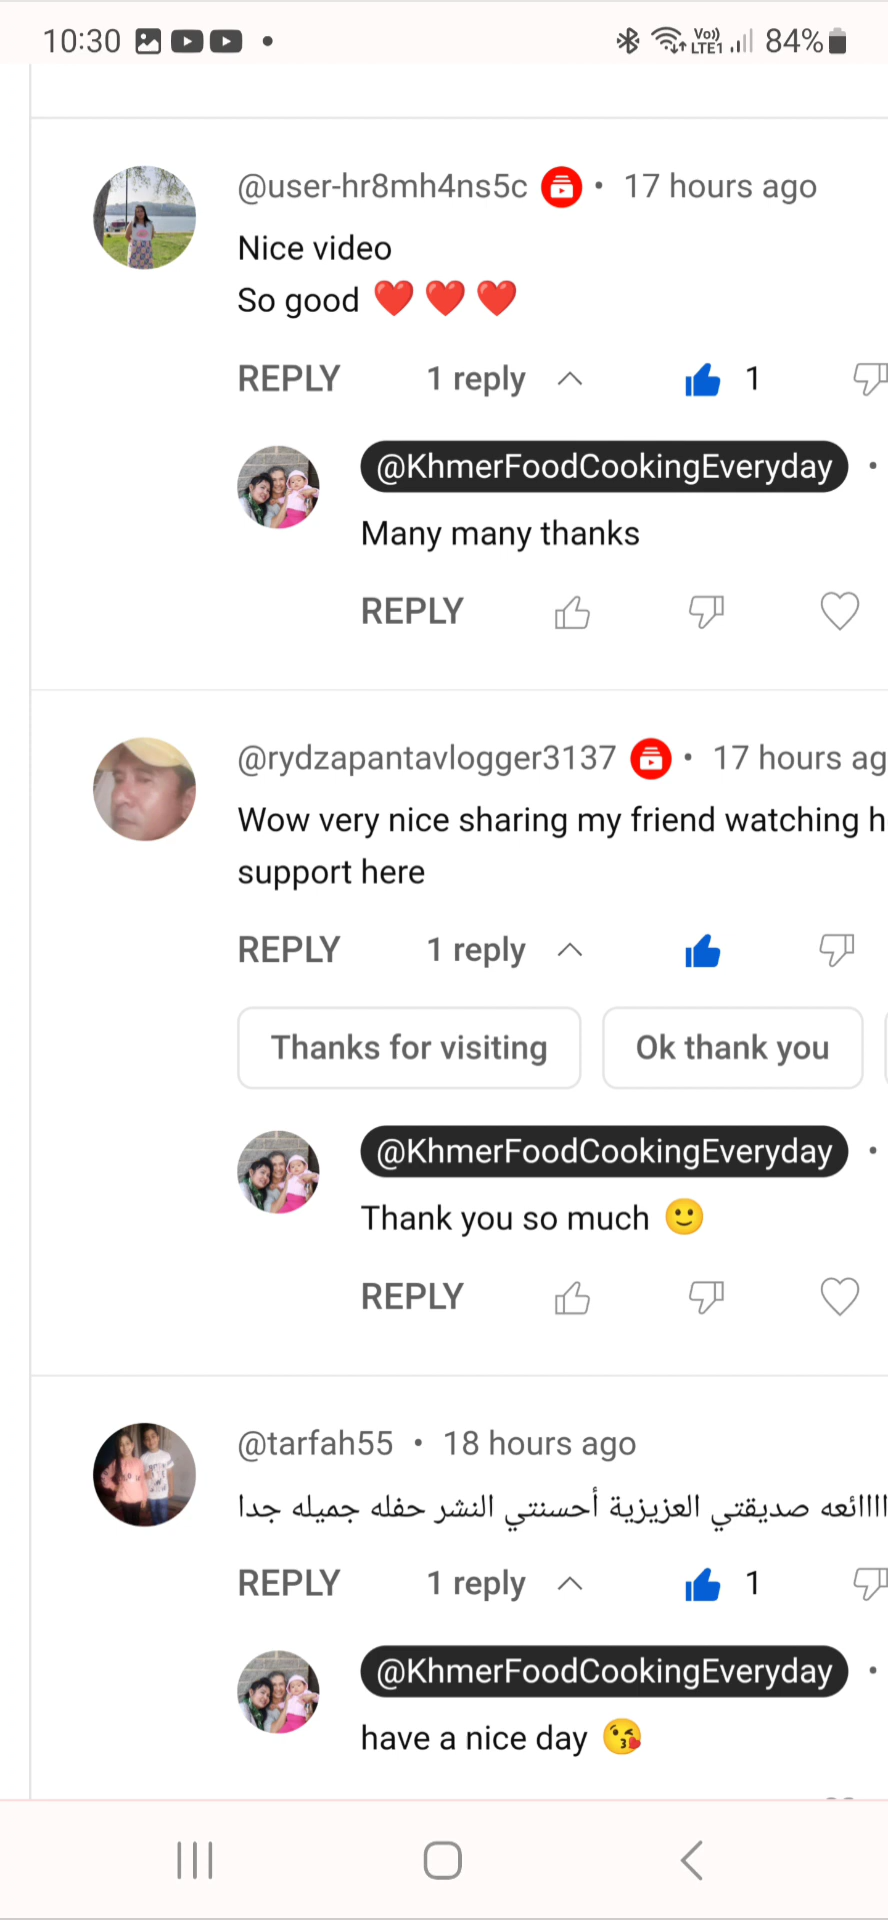 10:30 Vo)) LTE1 84%
@user-hr8mh4ns5c • 17 hours ago
Nice video
So good ❤️ ❤️ ❤️
REPLY 1 reply 1
@KhmerFoodCookingEveryday •
Many many thanks
REPLY
@rydzapantavlogger3137 • 17 hours ag
Wow very nice sharing my friend watching h
support here
REPLY 1 reply
Thanks for visiting Ok thank you
@KhmerFoodCookingEveryday •
Thank you so much 🙂
REPLY
@tarfah55 • 18 hours ago
ااااائعه صديقتي العزيزية أحسنتي النشر حفله جميله جدا
REPLY 1 reply 1
@KhmerFoodCookingEveryday •
have a nice day 😘